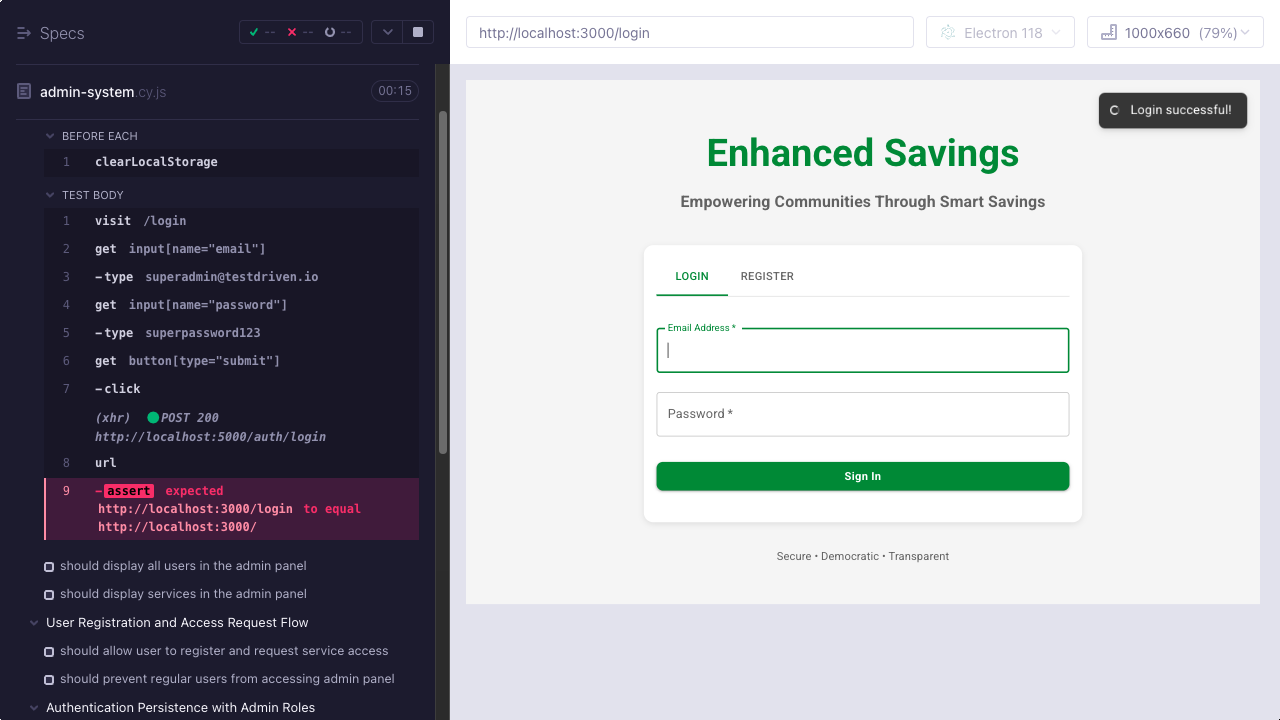 Specs
-- -- --
admin-system.cy.js
00:15
BEFORE EACH
1 clearLocalStorage
TEST BODY
1 visit /login
2 get input[name="email"]
3 -type superadmin@testdriven.io
4 get input[name="password"]
5 -type superpassword123
6 get button[type="submit"]
7 -click
(xhr) POST 200
http://localhost:5000/auth/login
8 url
9 -assert expected
http://localhost:3000/login to equal
http://localhost:3000/
should display all users in the admin panel
should display services in the admin panel
User Registration and Access Request Flow
should allow user to register and request service access
should prevent regular users from accessing admin panel
Authentication Persistence with Admin Roles
http://localhost:3000/login
Electron 118
1000x660 (79%)
Login successful!
Enhanced Savings
Empowering Communities Through Smart Savings
LOGIN REGISTER
Email Address *
Password *
Sign In
Secure • Democratic • Transparent